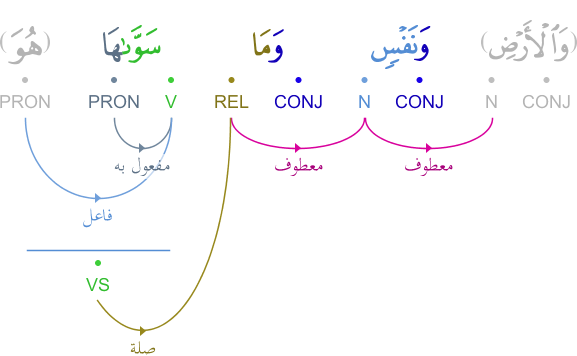 (وَٱلْأَرْضِ) وَنَفْسٍ وَمَا سَوَّىٰهَا (هُوَ)
CONJ N CONJ N CONJ REL V PRON PRON
معطوف معطوف مفعول به
فاعل
VS
صلة